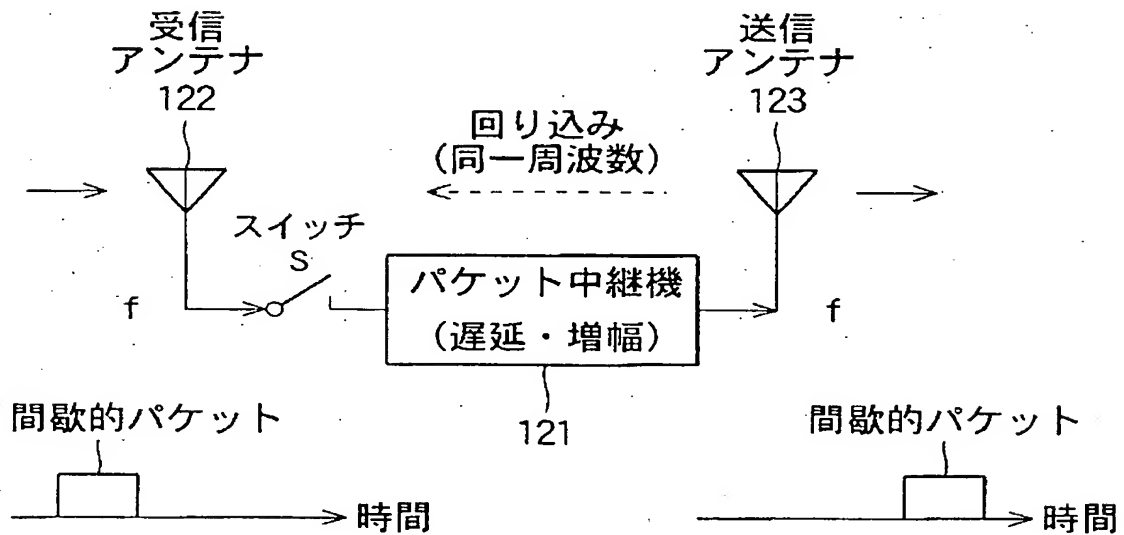 受信
アンテナ
122
送信
アンテナ
123
回り込み
(同一周波数)
スイッチ
S
f
パケット中継機
(遅延・増幅)
f
121
間歇的パケット
時間
間歇的パケット
時間